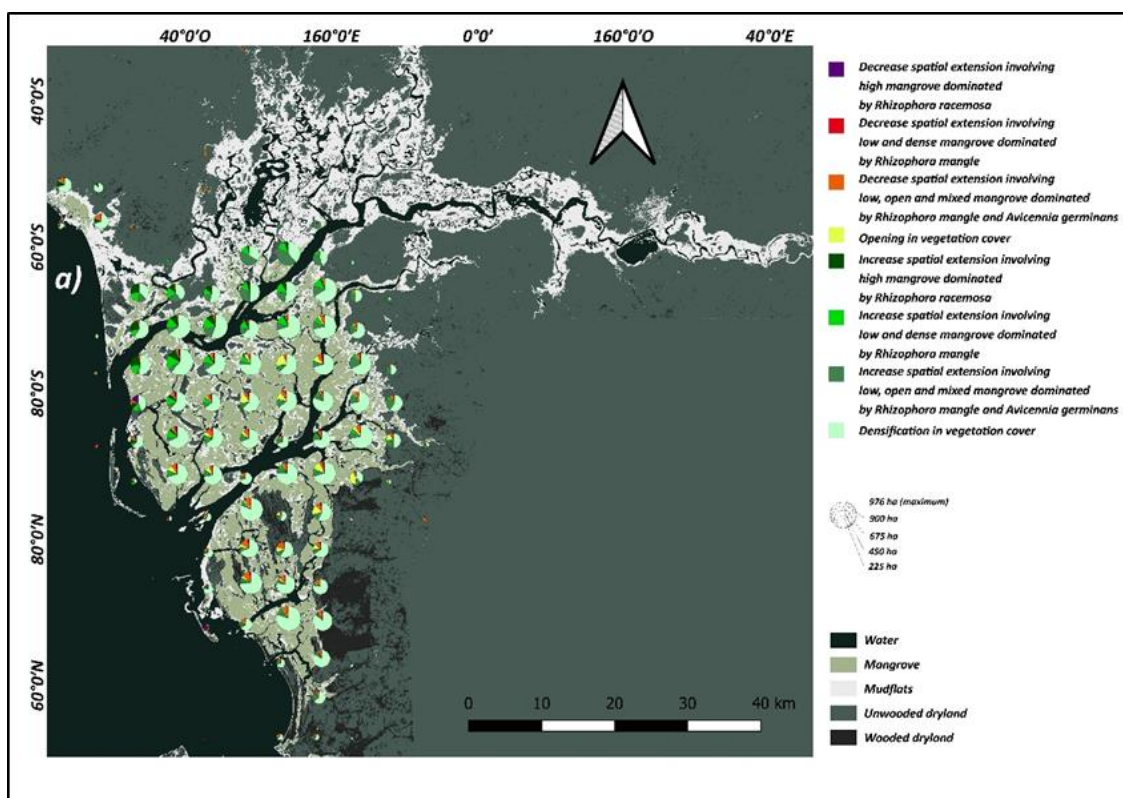 40°0'O 160°0'E 0°0' 160°0'O 40°0'E
40°0'S
60°0'S
80°0'S
80°0'N
60°0'N
a)
0 10 20 30 40 km
Decrease spatial extension involving
high mangrove dominated
by Rhizophora racemosa
Decrease spatial extension involving
low and dense mangrove dominated
by Rhizophora mangle
Decrease spatial extension involving
low, open and mixed mangrove dominated
by Rhizophora mangle and Avicennia germinans
Opening in vegetation cover
Increase spatial extension involving
high mangrove dominated
by Rhizophora racemosa
Increase spatial extension involving
low and dense mangrove dominated
by Rhizophora mangle
Increase spatial extension involving
low, open and mixed mangrove dominated
by Rhizophora mangle and Avicennia germinans
Densification in vegetation cover
976 ha (maximum)
900 ha
675 ha
450 ha
225 ha
Water
Mangrove
Mudflats
Unwooded dryland
Wooded dryland